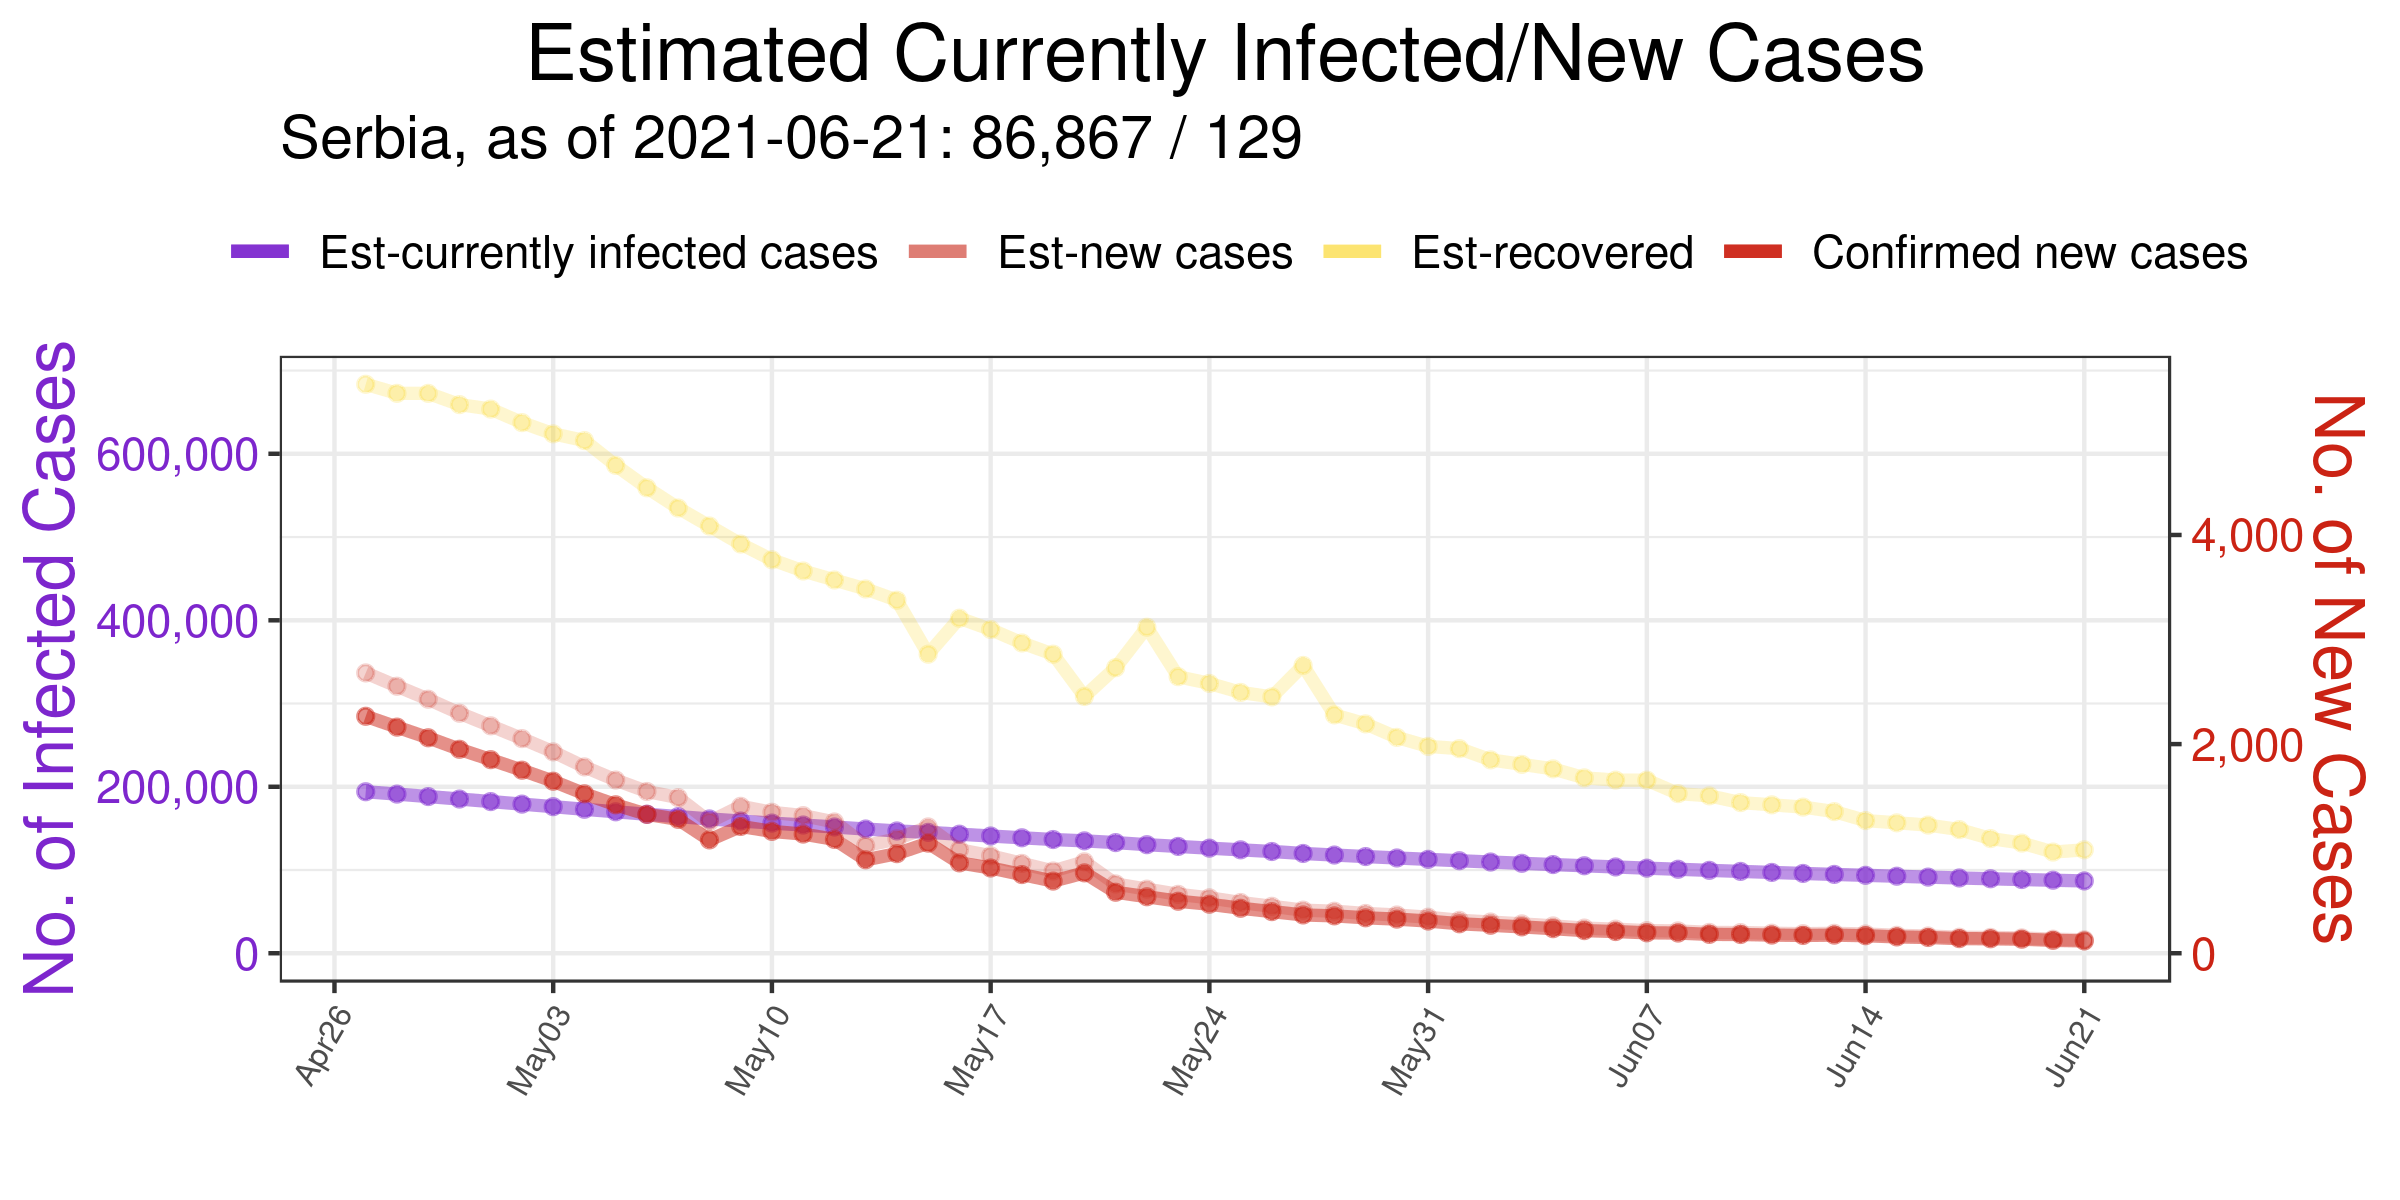 Estimated Currently Infected/New Cases
Serbia, as of 2021-06-21: 86,867 / 129
Est-currently infected cases Est-new cases Est-recovered Confirmed new cases
No. of Infected Cases
600,000
400,000
200,000
0
4,000
2,000
0
No. of New Cases
Apr26 May03 May10 May17 May24 May31 Jun07 Jun14 Jun21